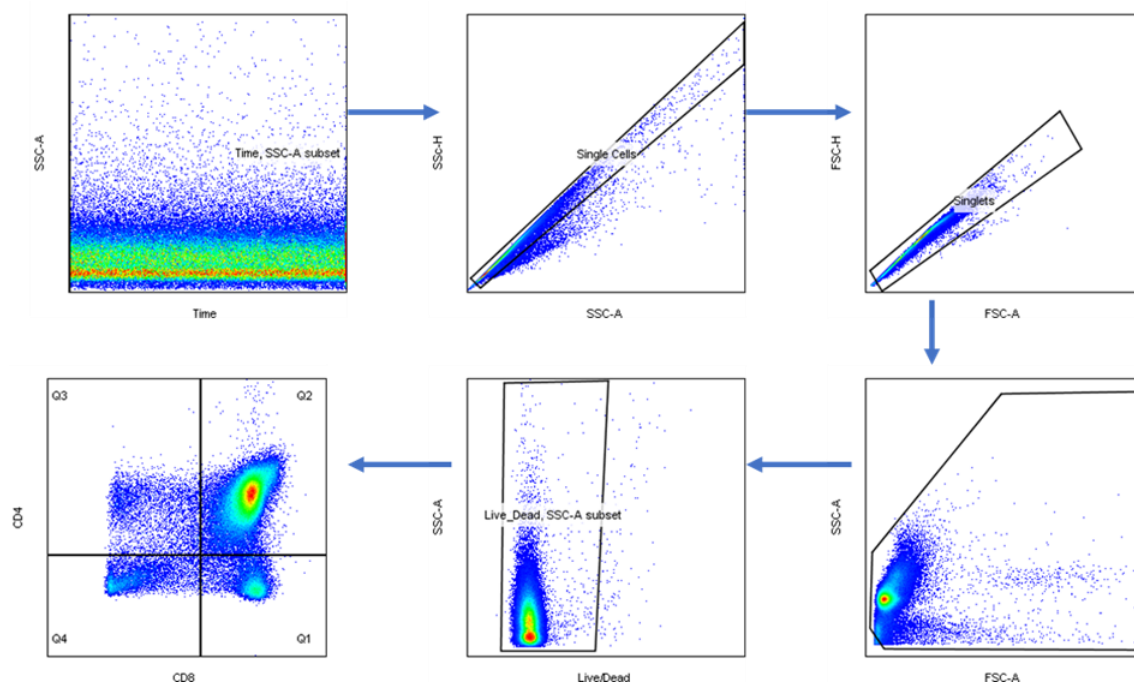 SSC-A
Time, SSC-A subset
Time
SSc-H
Single Cells
SSC-A
FSC-H
Singlets
FSC-A
Q3
Q2
CD4
Q4
Q1
CD8
SSC-A
Live_Dead, SSC-A subset
Live/Dead
SSC-A
FSC-A